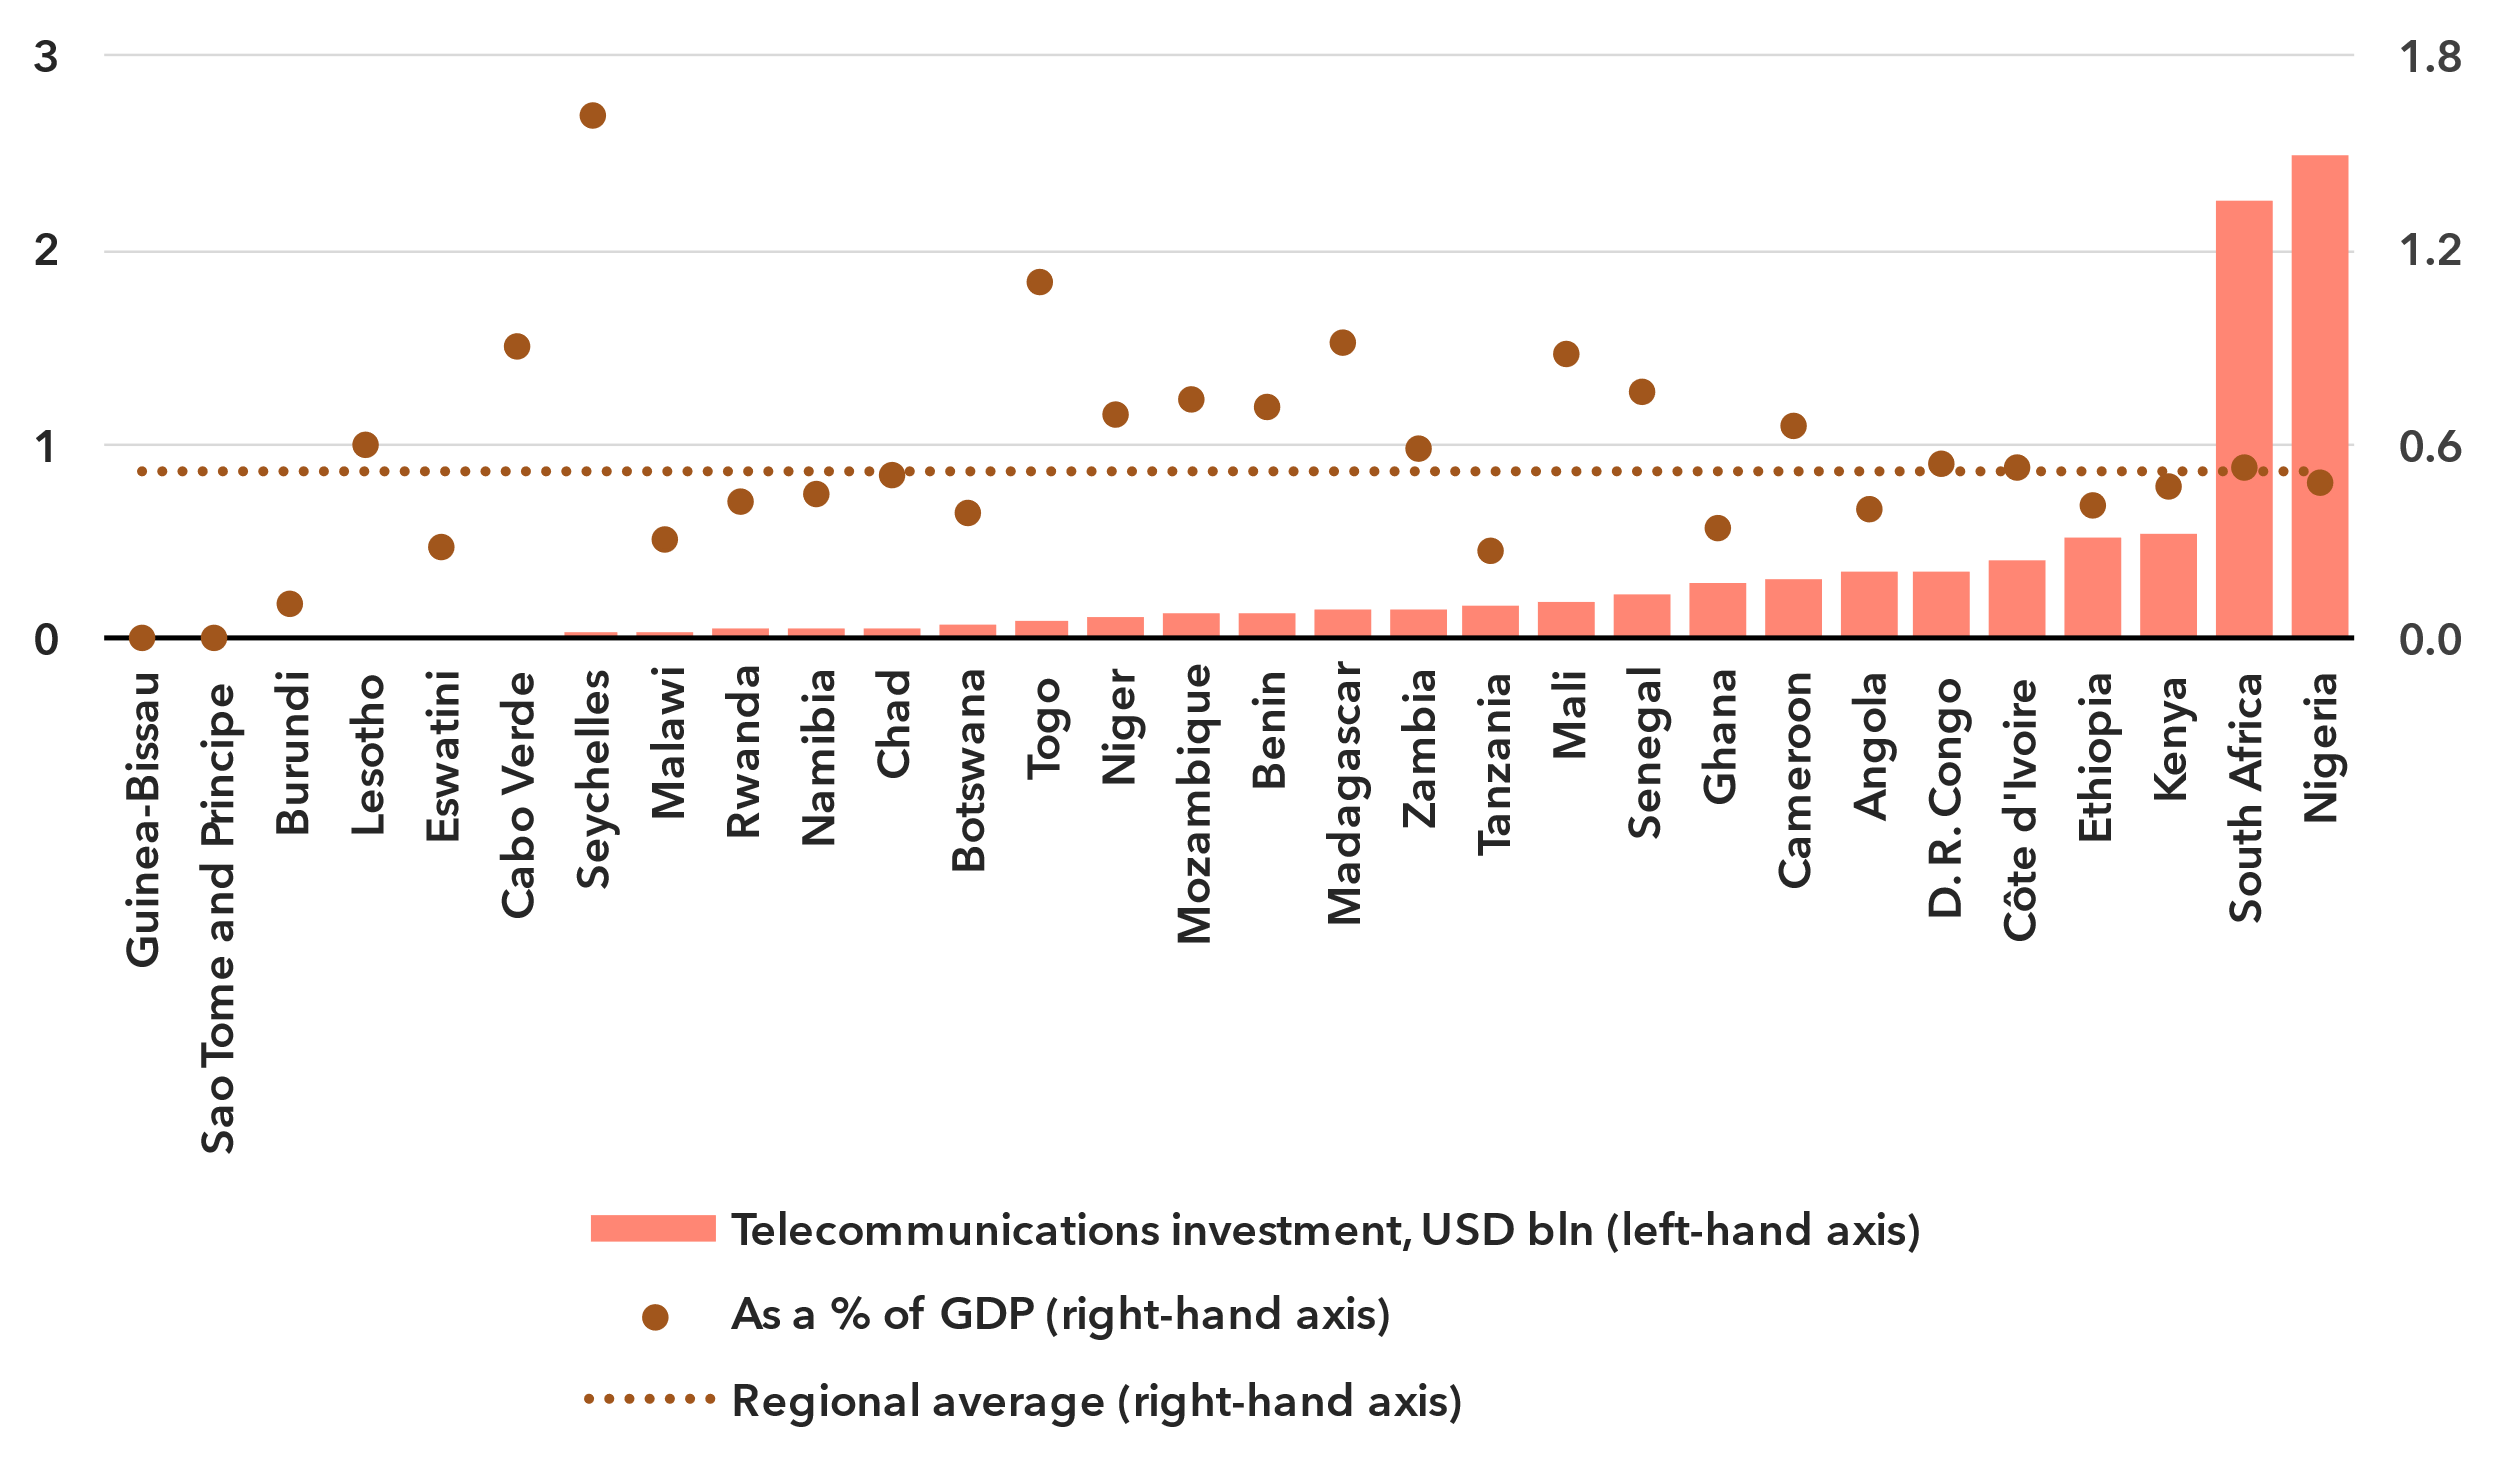 3
1.8
2
1.2
1
0.6
0
0.0
Guinea-Bissau
Sao Tome and Principe
Burundi
Lesotho
Eswatini
Cabo Verde
Seychelles
Malawi
Rwanda
Namibia
Chad
Botswana
Togo
Niger
Mozambique
Benin
Madagascar
Zambia
Tanzania
Mali
Senegal
Ghana
Cameroon
Angola
D. R. Congo
Côte d'Ivoire
Ethiopia
Kenya
South Africa
Nigeria
Telecommunications investment, USD bln (left-hand axis)
As a % of GDP (right-hand axis)
Regional average (right-hand axis)